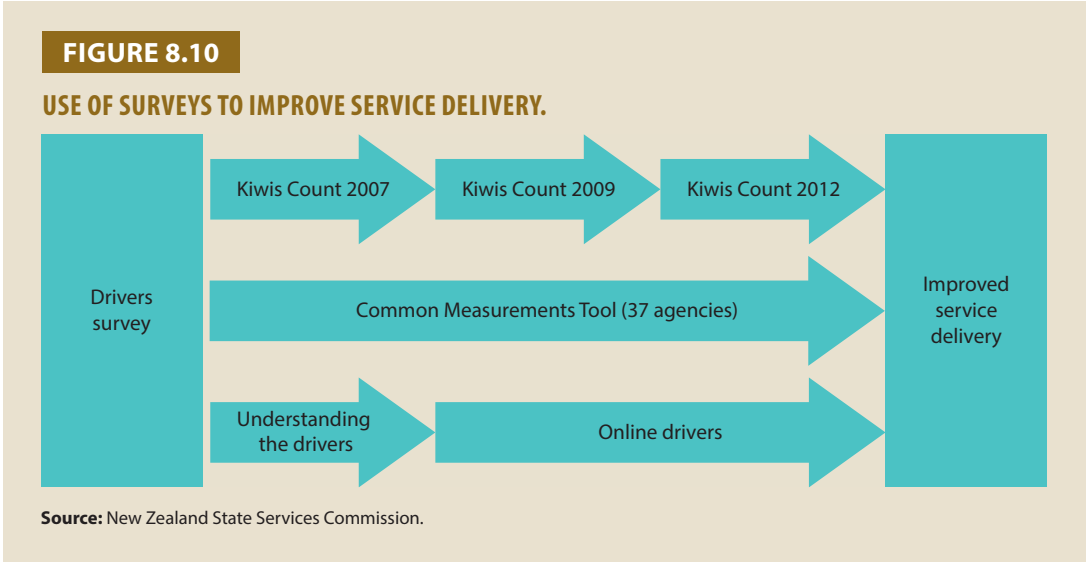 FIGURE 8.10
USE OF SURVEYS TO IMPROVE SERVICE DELIVERY.
Drivers
survey
Kiwis Count 2007
Kiwis Count 2009
Kiwis Count 2012
Common Measurements Tool (37 agencies)
Understanding
the drivers
Online drivers
Improved
service
delivery
Source: New Zealand State Services Commission.